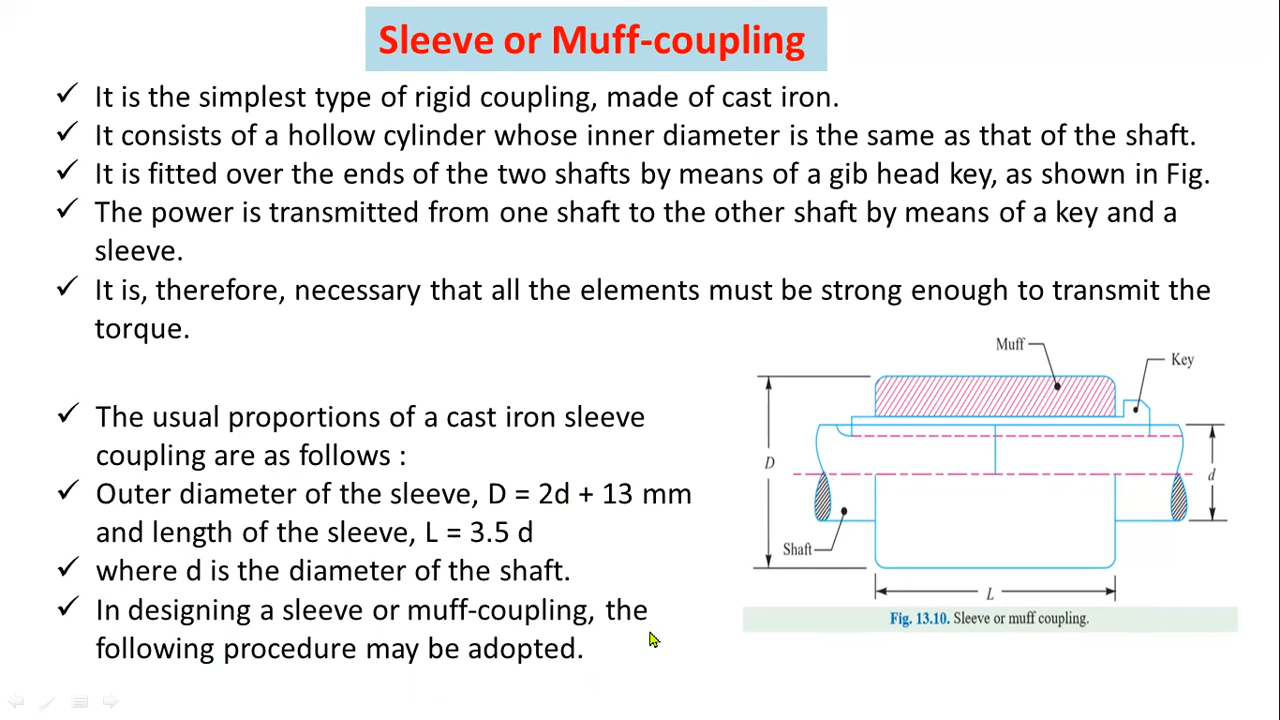 Sleeve or Muff-coupling
✓ It is the simplest type of rigid coupling, made of cast iron.
✓ It consists of a hollow cylinder whose inner diameter is the same as that of the shaft.
✓ It is fitted over the ends of the two shafts by means of a gib head key, as shown in Fig.
✓ The power is transmitted from one shaft to the other shaft by means of a key and a
sleeve.
✓ It is, therefore, necessary that all the elements must be strong enough to transmit the
torque.
✓ The usual proportions of a cast iron sleeve
coupling are as follows :
✓ Outer diameter of the sleeve, D = 2d + 13 mm
and length of the sleeve, L = 3.5 d
✓ where d is the diameter of the shaft.
✓ In designing a sleeve or muff-coupling, the
following procedure may be adopted.
Muff
Key
D
d
Shaft
L
Fig. 13.10. Sleeve or muff coupling.